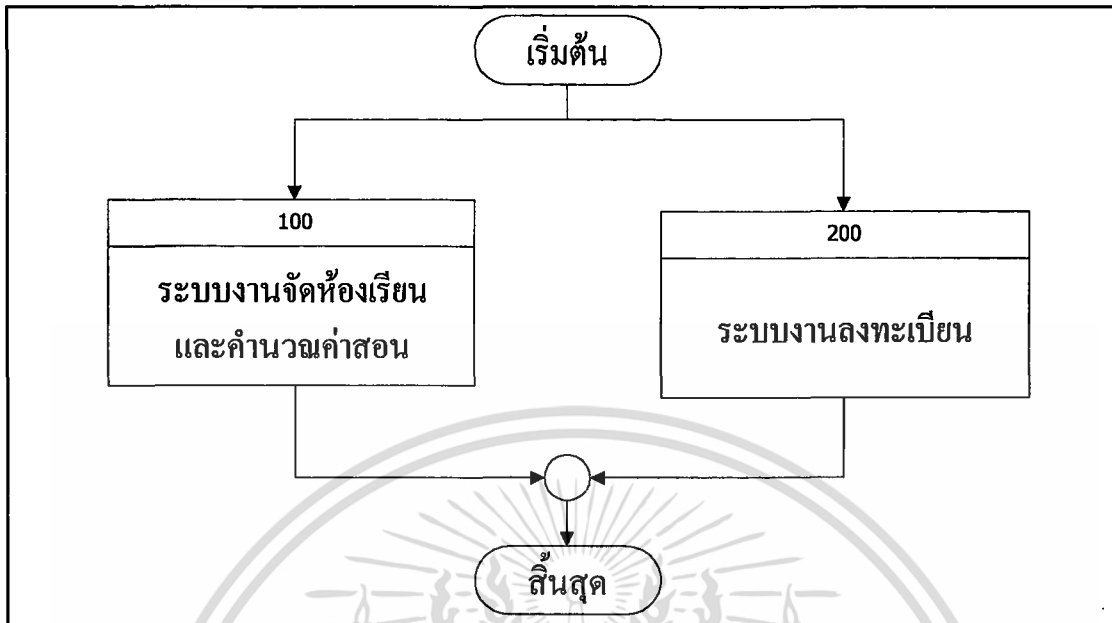 เริ่มต้น
100
ระบบงานจัดห้องเรียน
และคำนวณค่าสอน
200
ระบบงานลงทะเบียน
สิ้นสุด